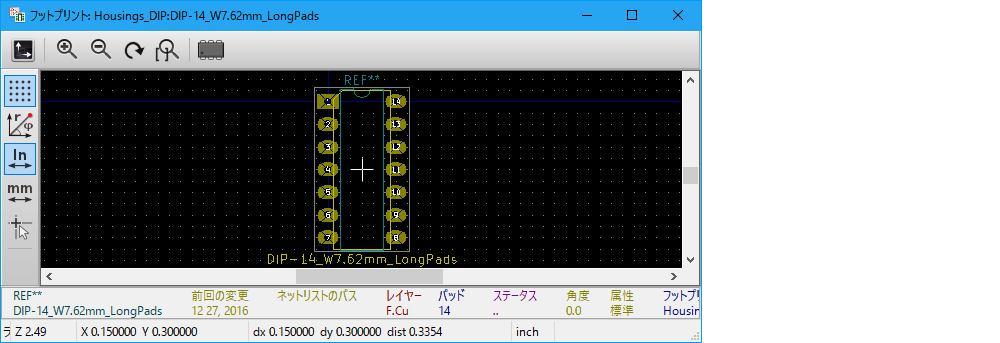 フットプリント: Housings_DIP:DIP-14_W7.62mm_LongPads
REF**
1 14
2 13
3 12
4 11
5 10
6 9
7 8
DIP-14_W7.62mm_LongPads
r φ
In
mm
REF** 前回の変更 ネットリストのパス レイヤー パッド ステータス 角度 属性 フットプリ
DIP-14_W7.62mm_LongPads 12 27, 2016 F.Cu 14 .. 0.0 標準 Housin
ラ Z 2.49 X 0.150000 Y 0.300000 dx 0.150000 dy 0.300000 dist 0.3354 inch